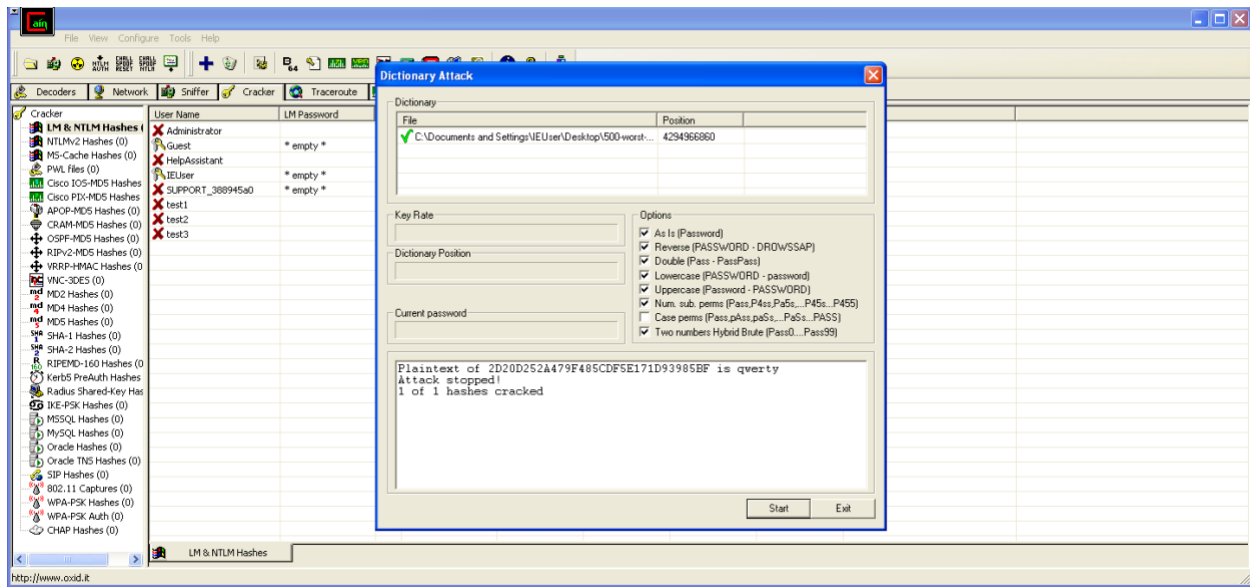 Cain
File View Configure Tools Help
NTLM AUTH CHALL SPOOF RESET CHALL SPOOF NTLM
B64
Decoders Network Sniffer Cracker Traceroute
Cracker
LM & NTLM Hashes (
NTLMv2 Hashes (0)
MS-Cache Hashes (0)
PWL files (0)
Cisco IOS-MD5 Hashes
Cisco PIX-MD5 Hashes
APOP-MD5 Hashes (0)
CRAM-MD5 Hashes (0)
OSPF-MD5 Hashes (0)
RIPv2-MD5 Hashes (0)
VRRP-HMAC Hashes (0
VNC-3DES (0)
MD2 Hashes (0)
MD4 Hashes (0)
MD5 Hashes (0)
SHA-1 Hashes (0)
SHA-2 Hashes (0)
RIPEMD-160 Hashes (0
Kerb5 PreAuth Hashes
Radius Shared-Key Has
IKE-PSK Hashes (0)
MSSQL Hashes (0)
MySQL Hashes (0)
Oracle Hashes (0)
Oracle TNS Hashes (0)
SIP Hashes (0)
802.11 Captures (0)
WPA-PSK Hashes (0)
WPA-PSK Auth (0)
CHAP Hashes (0)
User Name LM Password
Administrator
Guest * empty *
HelpAssistant
IEUser * empty *
SUPPORT_388945a0 * empty *
test1
test2
test3
Dictionary Attack
Dictionary
File Position
C:\Documents and Settings\IEUser\Desktop\500-worst-... 4294966860
Key Rate
Dictionary Position
Current password
Options
As Is (Password)
Reverse (PASSWORD - DROWSSAP)
Double (Pass - PassPass)
Lowercase (PASSWORD - password)
Uppercase (Password - PASSWORD)
Num. sub. perms (Pass,P4ss,Pa5s,...P45s...P455)
Case perms (Pass,pAss,paSs,...PaSs...PASS)
Two numbers Hybrid Brute (Pass0....Pass99)
Plaintext of 2D20D252A479F485CDF5E171D93985BF is qwerty
Attack stopped!
1 of 1 hashes cracked
Start Exit
LM & NTLM Hashes
http://www.oxid.it